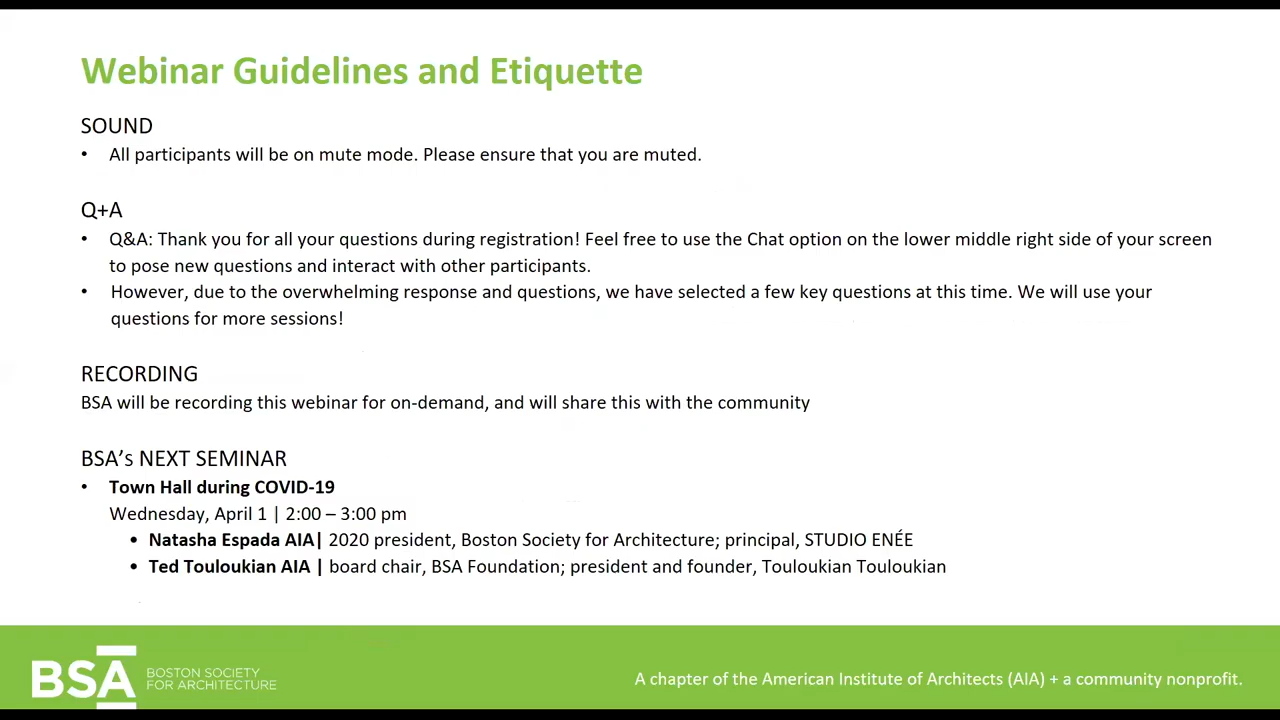 Webinar Guidelines and Etiquette
SOUND
• All participants will be on mute mode. Please ensure that you are muted.
Q+A
• Q&A: Thank you for all your questions during registration! Feel free to use the Chat option on the lower middle right side of your screen
to pose new questions and interact with other participants.
• However, due to the overwhelming response and questions, we have selected a few key questions at this time. We will use your
questions for more sessions!
RECORDING
BSA will be recording this webinar for on-demand, and will share this with the community
BSA's NEXT SEMINAR
• Town Hall during COVID-19
Wednesday, April 1 | 2:00 – 3:00 pm
• Natasha Espada AIA| 2020 president, Boston Society for Architecture; principal, STUDIO ENÉE
• Ted Touloukian AIA | board chair, BSA Foundation; president and founder, Touloukian Touloukian
BSA BOSTON SOCIETY
FOR ARCHITECTURE
A chapter of the American Institute of Architects (AIA) + a community nonprofit.